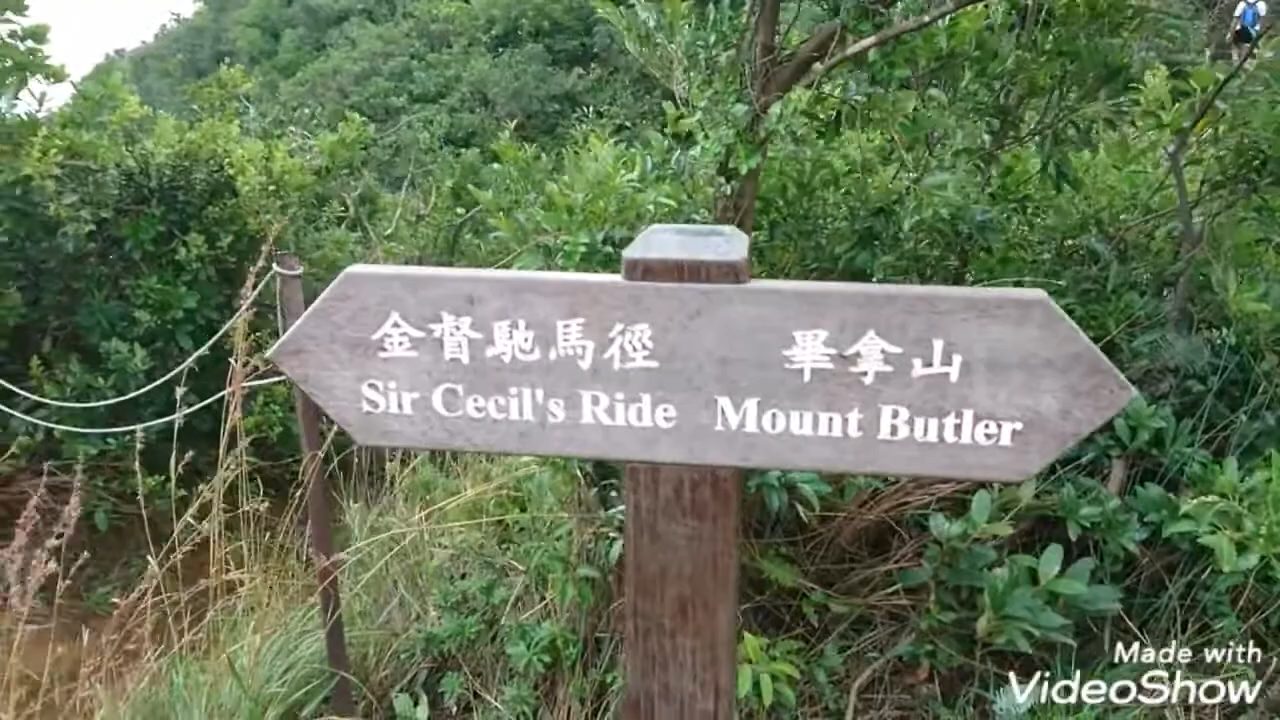 金督馳馬徑 畢拿山
Sir Cecil's Ride Mount Butler
Made with
VideoShow